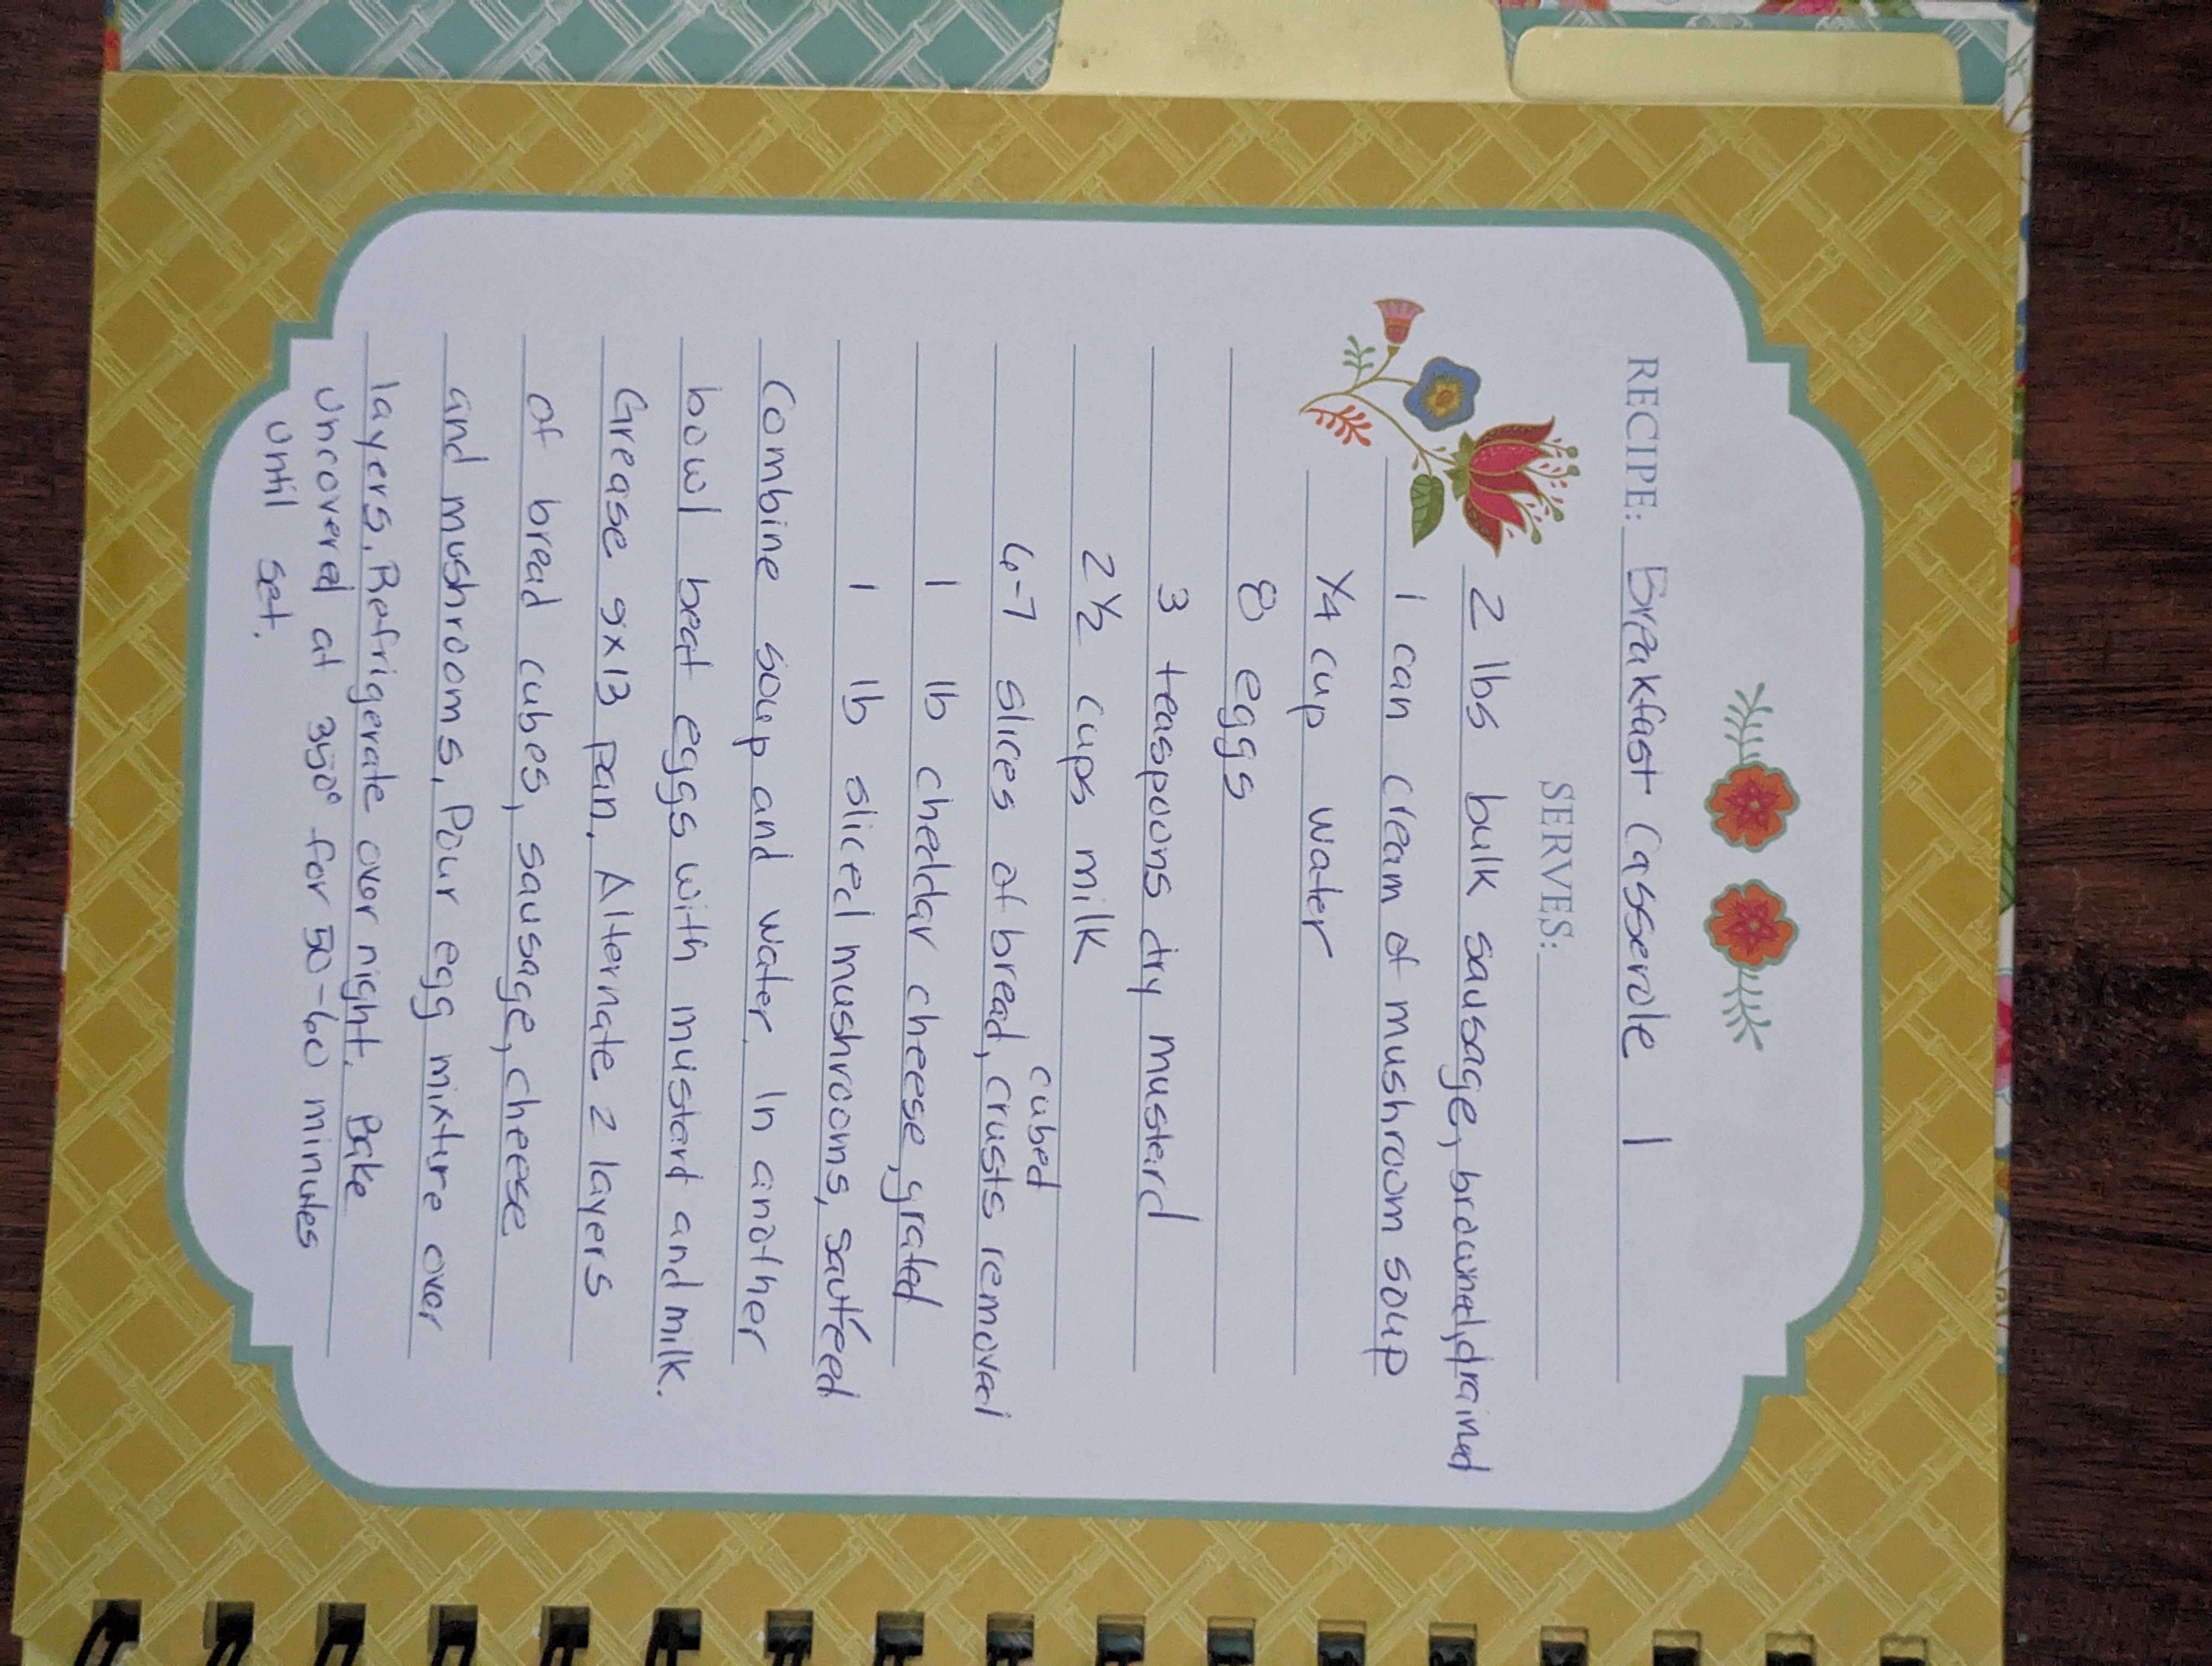 RECIPE: Breakfast Casserole 1
SERVES:
2 lbs bulk sausage, browned, draind
1 can cream of mushroom soup
1/4 cup water
8 eggs
3 teaspoons dry mustard
2 1/2 cups milk
cubed
6-7 slices of bread, crusts removed
1 lb cheddar cheese, grated
1 lb sliced mushrooms, sautéed
Combine soup and water. In another
bowl beat eggs with mustard and milk.
Grease 9x13 pan. Alternate 2 layers
of bread cubes, sausage, cheese
and mushrooms. Pour egg mixture over
layers. Refrigerate over night. Bake
uncovered at 350° for 50-60 minutes
until set.